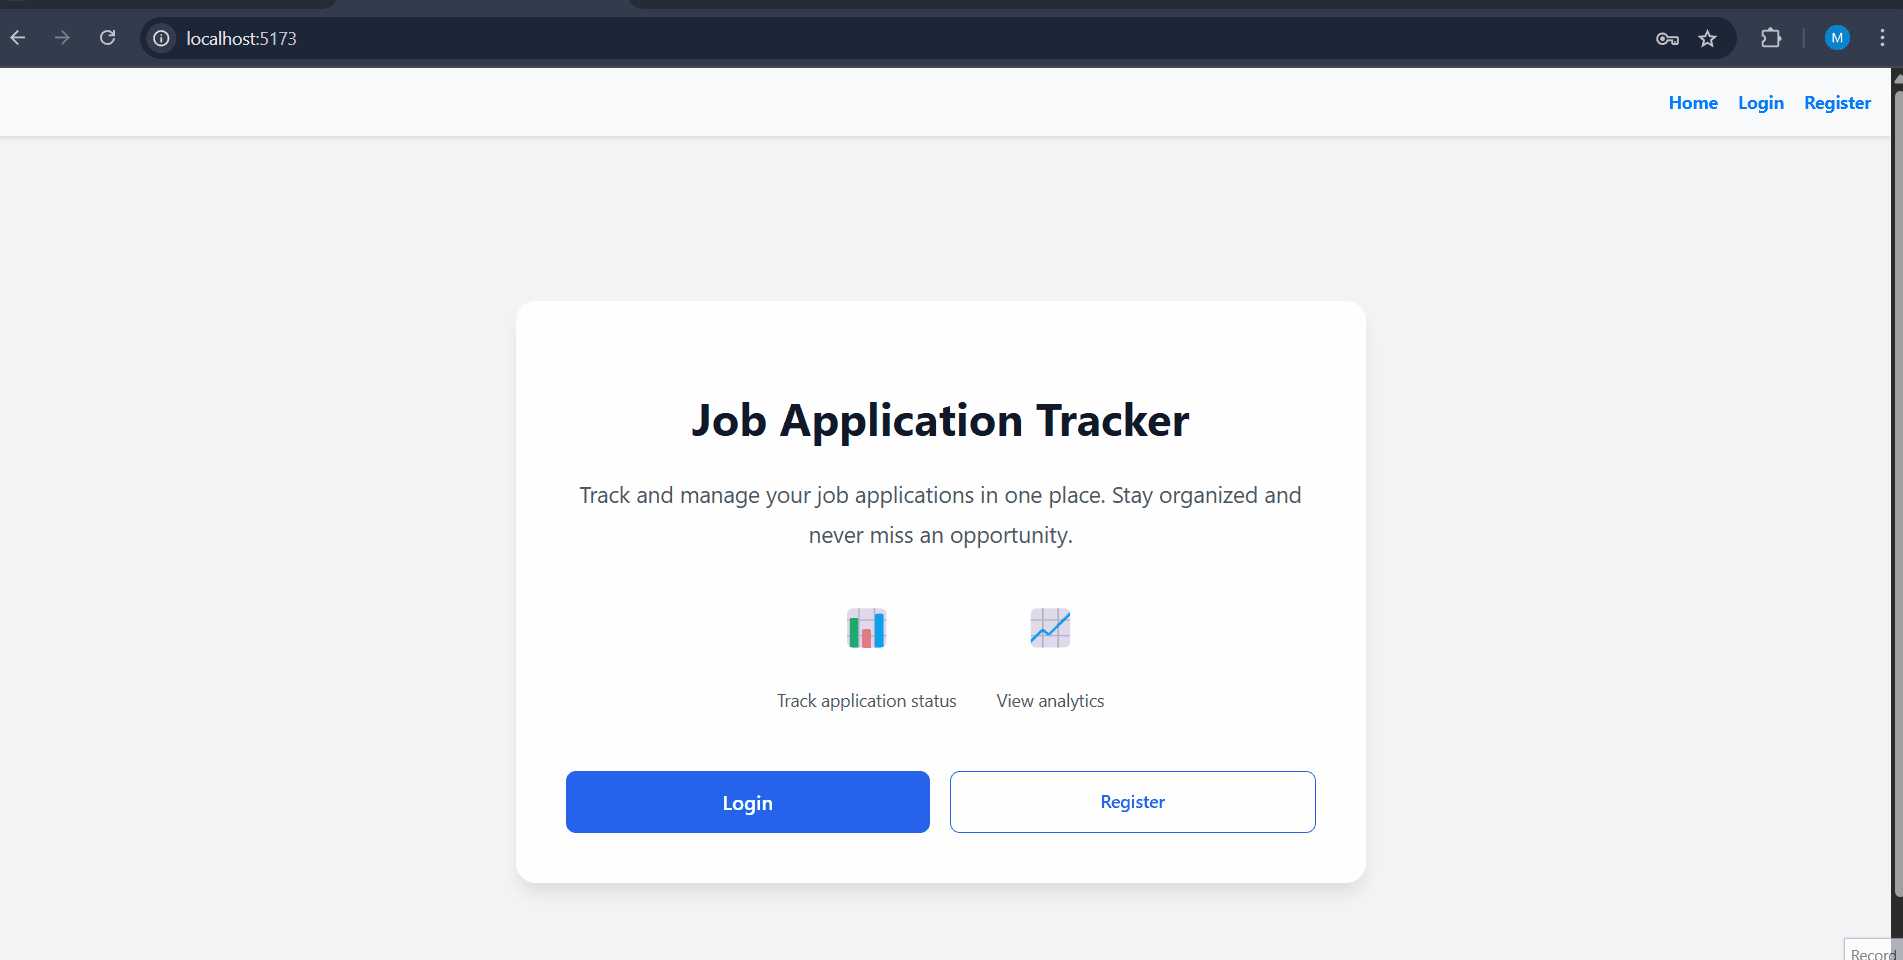 localhost:5173
M
Home Login Register
Job Application Tracker
Track and manage your job applications in one place. Stay organized and
never miss an opportunity.
Track application status View analytics
Login Register
Record